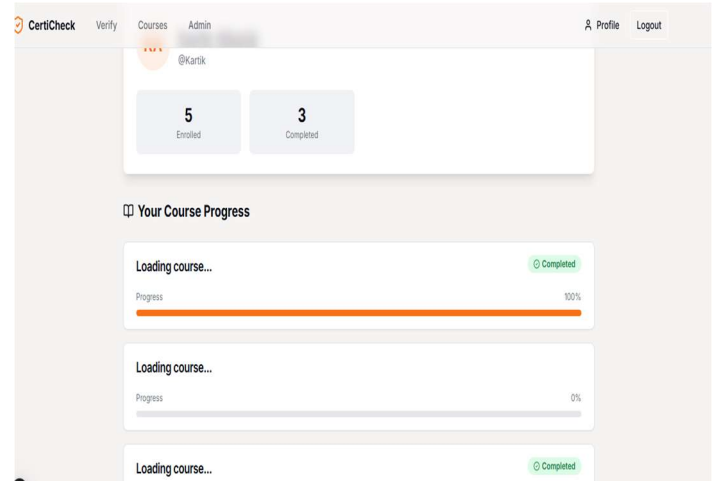 CertiCheck Verify Courses Admin Profile Logout
@Kartik
5 3
Enrolled Completed
Your Course Progress
Loading course... Completed
Progress 100%
Loading course...
Progress 0%
Loading course... Completed